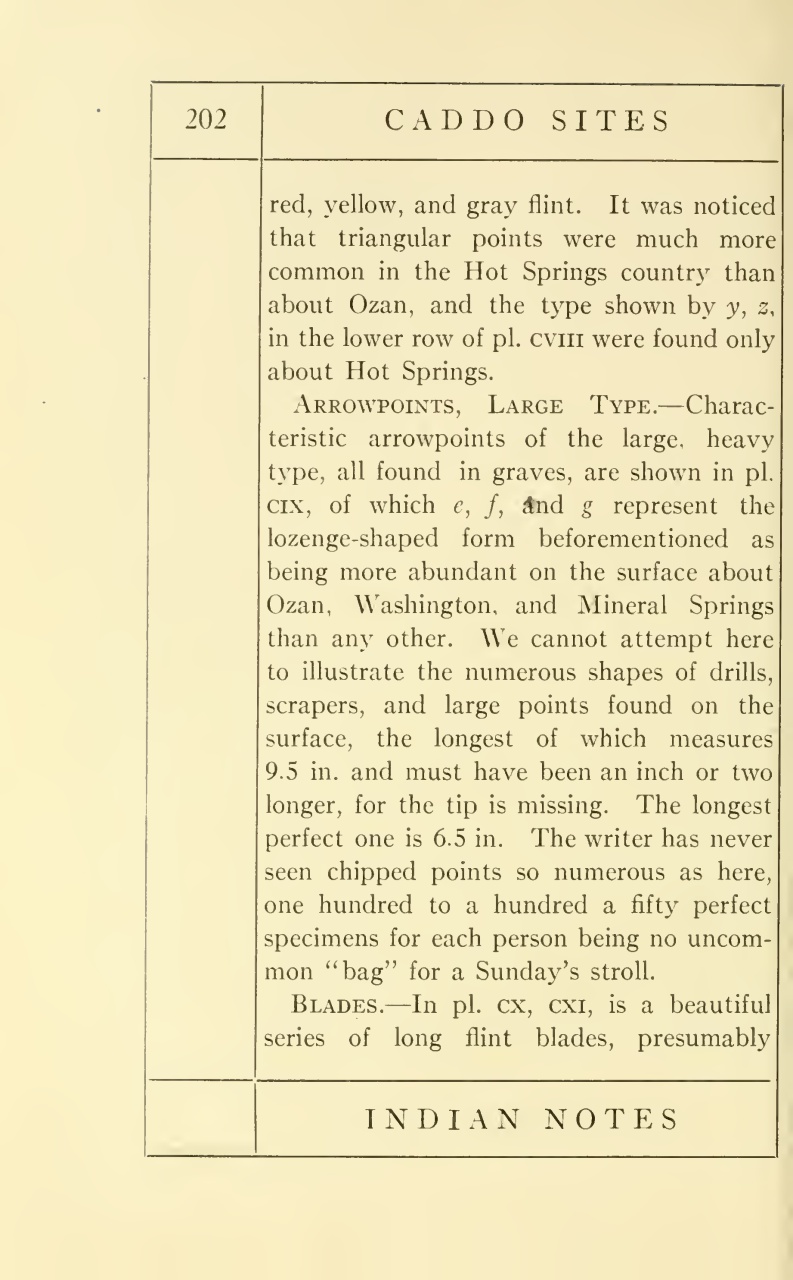 202
CADDO SITES
red, yellow, and gray flint. It was noticed
that triangular points were much more
common in the Hot Springs country than
about Ozan, and the type shown by y, z,
in the lower row of pl. CVIII were found only
about Hot Springs.
ARROWPOINTS, LARGE TYPE.—Charac-
teristic arrowpoints of the large, heavy
type, all found in graves, are shown in pl.
CIX, of which e, f, and g represent the
lozenge-shaped form beforementioned as
being more abundant on the surface about
Ozan, Washington, and Mineral Springs
than any other. We cannot attempt here
to illustrate the numerous shapes of drills,
scrapers, and large points found on the
surface, the longest of which measures
9.5 in. and must have been an inch or two
longer, for the tip is missing. The longest
perfect one is 6.5 in. The writer has never
seen chipped points so numerous as here,
one hundred to a hundred a fifty perfect
specimens for each person being no uncom-
mon “bag” for a Sunday’s stroll.
BLADES.—In pl. CX, CXI, is a beautiful
series of long flint blades, presumably
INDIAN NOTES